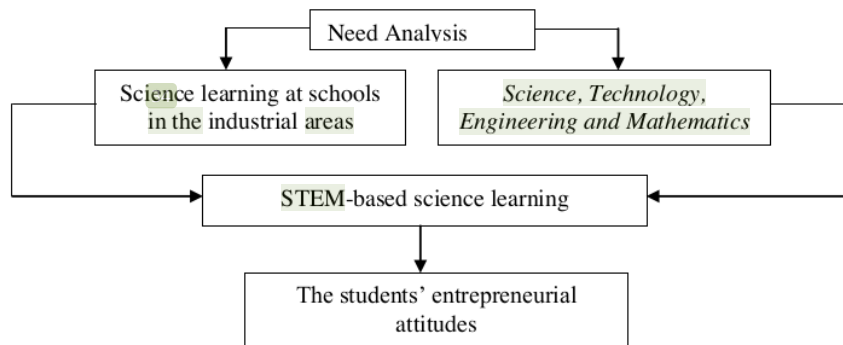 Need Analysis
Science learning at schools
in the industrial areas
Science, Technology,
Engineering and Mathematics
STEM-based science learning
The students’ entrepreneurial
attitudes